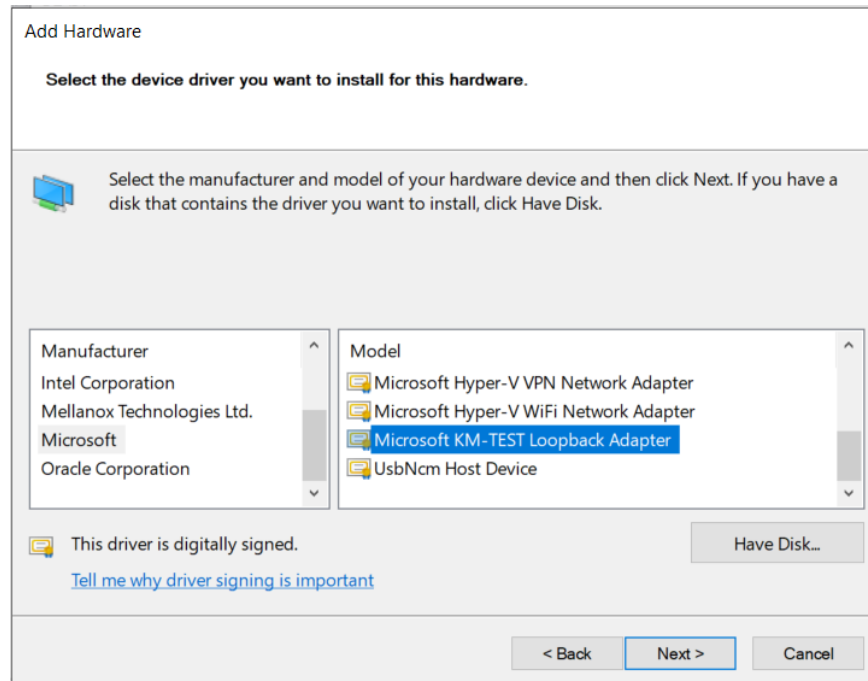 Add Hardware
Select the device driver you want to install for this hardware.
Select the manufacturer and model of your hardware device and then click Next. If you have a
disk that contains the driver you want to install, click Have Disk.
Manufacturer
Intel Corporation
Mellanox Technologies Ltd.
Microsoft
Oracle Corporation
Model
Microsoft Hyper-V VPN Network Adapter
Microsoft Hyper-V WiFi Network Adapter
Microsoft KM-TEST Loopback Adapter
UsbNcm Host Device
This driver is digitally signed.
Have Disk...
Tell me why driver signing is important
< Back
Next >
Cancel